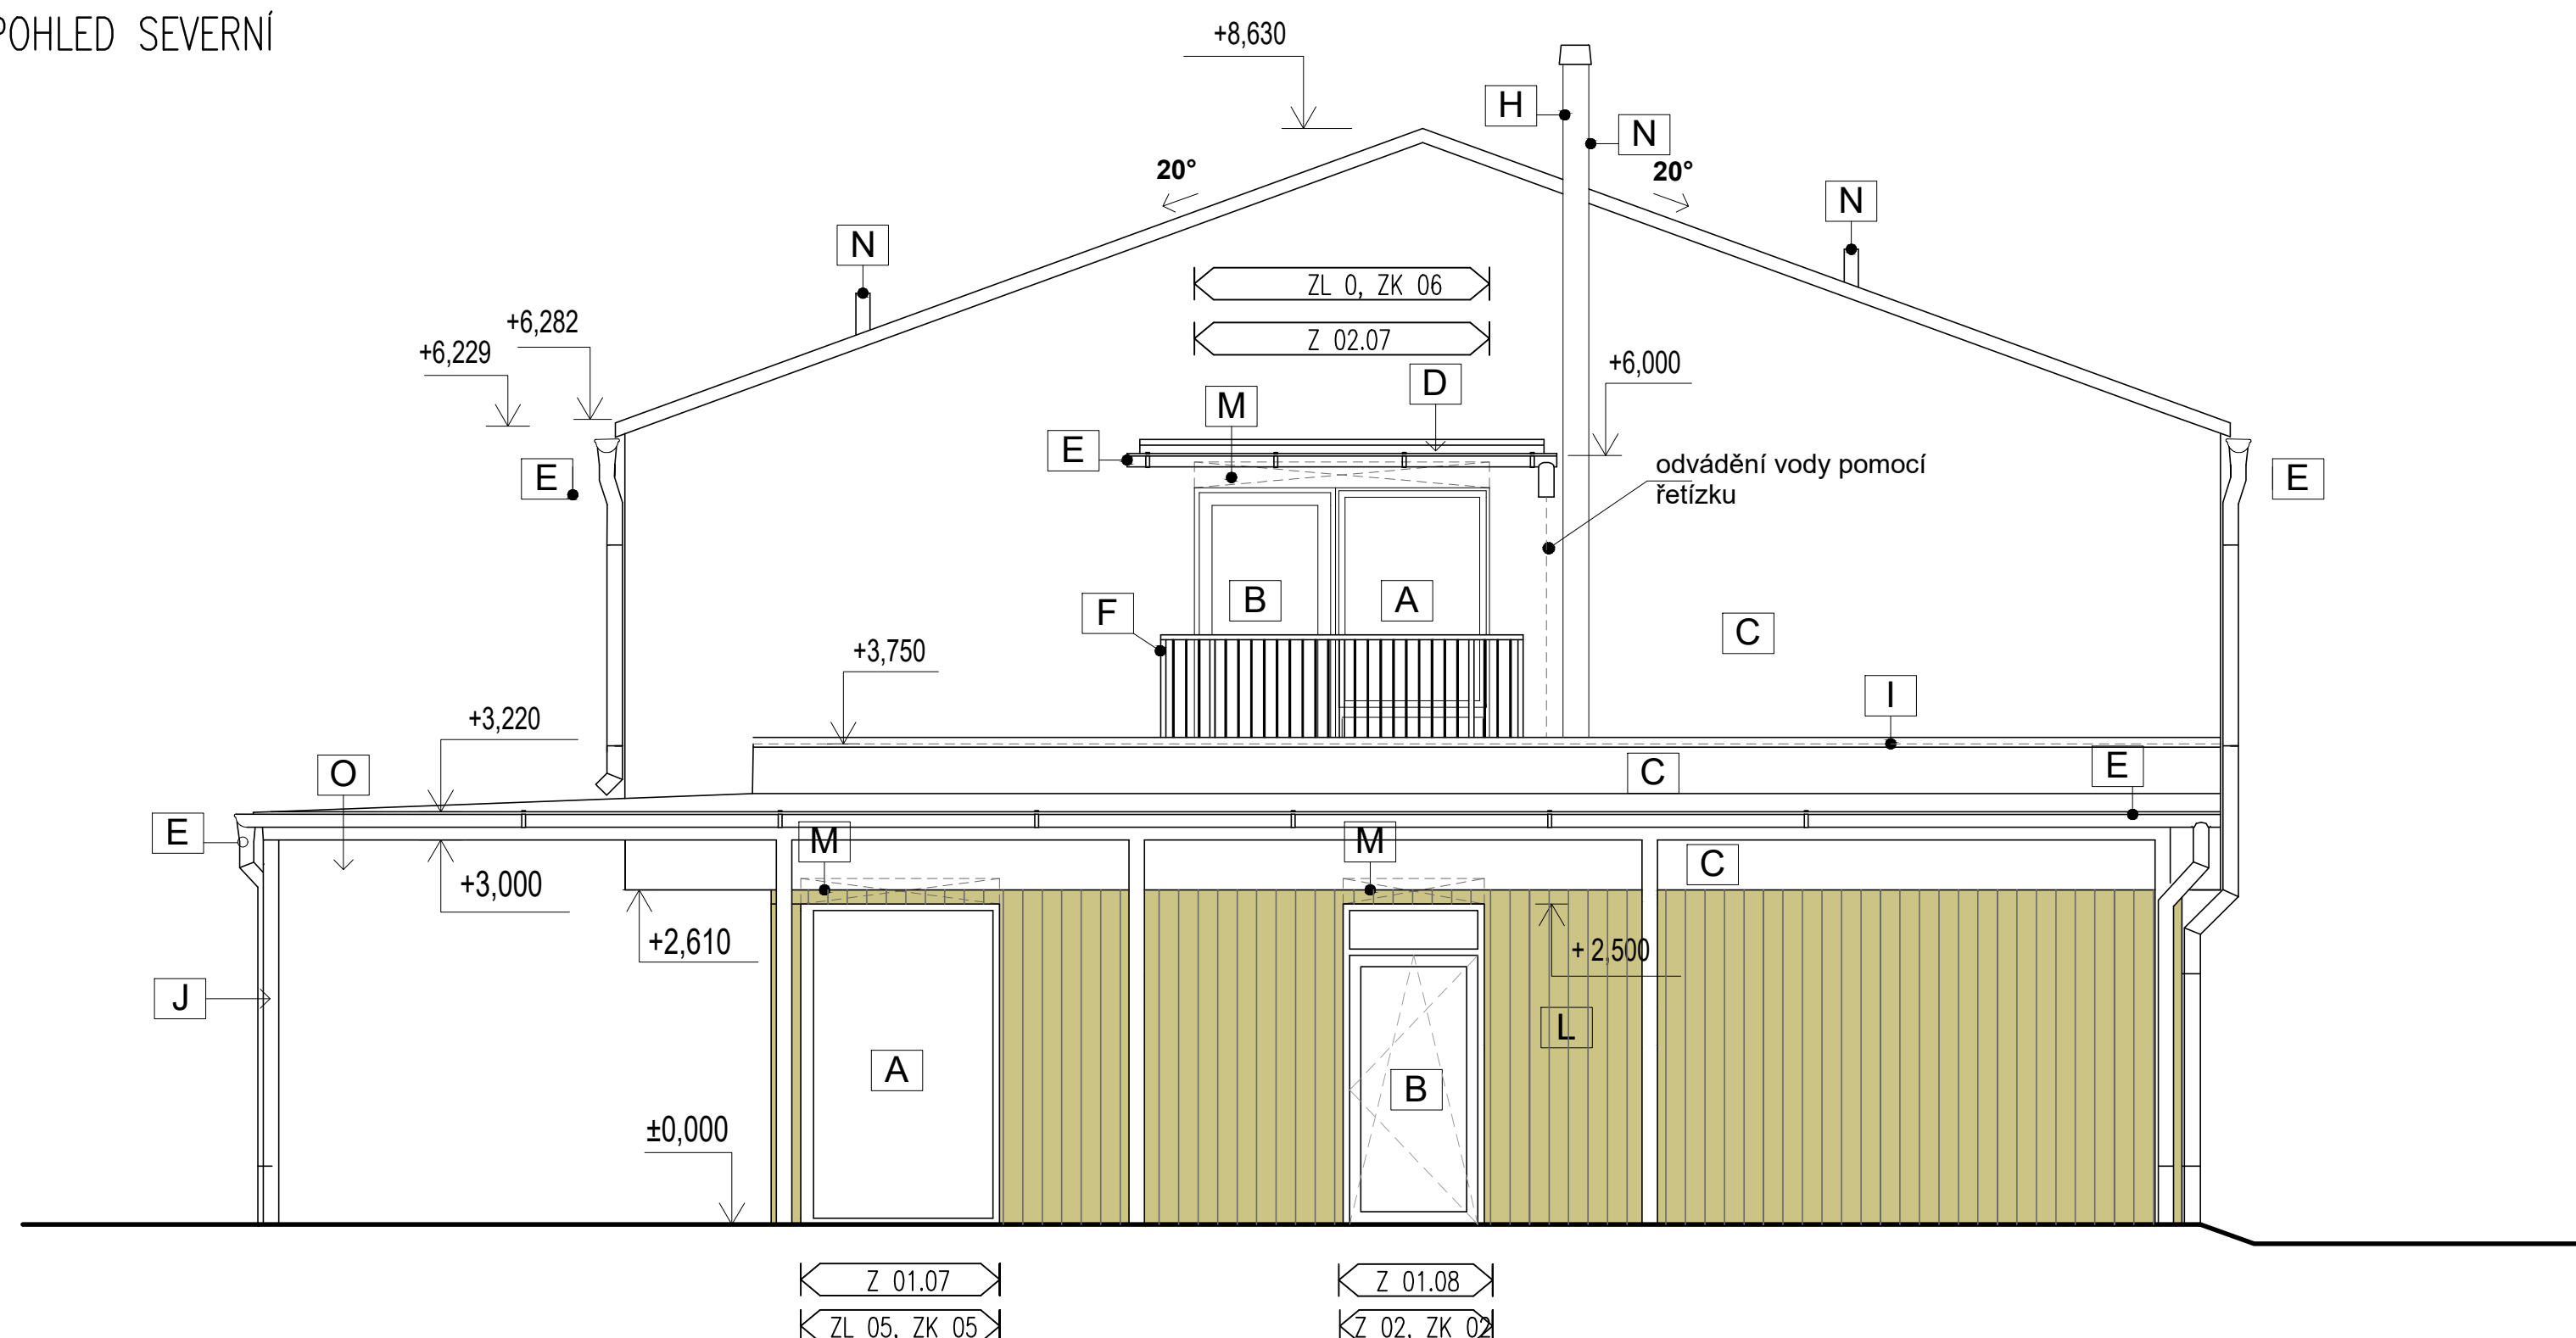 POHLED SEVERNÍ
+8,630
H
N
20°
20°
N
N
ZL 0, ZK 06
+6,282
Z 02.07
+6,229
+6,000
D
M
E
odvádění vody pomocí
řetízku
E
E
B
A
F
C
+3,750
I
+3,220
O
C
E
E
M
M
C
+3,000
+2,610
+ 2,500
J
L
A
B
±0,000
Z 01.07
Z 01.08
ZL 05, ZK 05
Z 02, ZK 02